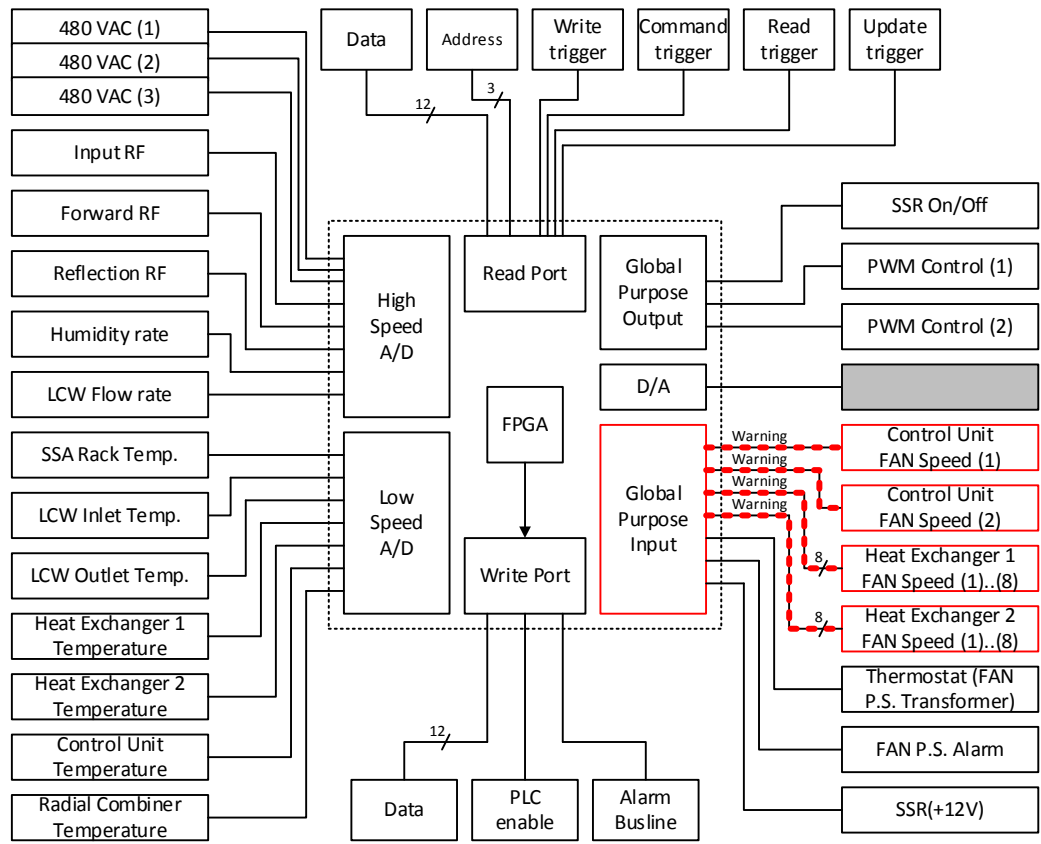 480 VAC (1)
480 VAC (2)
480 VAC (3)
Input RF
Forward RF
Reflection RF
Humidity rate
LCW Flow rate
SSA Rack Temp.
LCW Inlet Temp.
LCW Outlet Temp.
Heat Exchanger 1
Temperature
Heat Exchanger 2
Temperature
Control Unit
Temperature
Radial Combiner
Temperature
Data
Address
Write
trigger
Command
trigger
Read
trigger
Update
trigger
12
3
High
Speed
A/D
Read Port
Global
Purpose
Output
D/A
FPGA
Low
Speed
A/D
Write Port
Global
Purpose
Input
Warning
Warning
Warning
Warning
8
8
SSR On/Off
PWM Control (1)
PWM Control (2)
Control Unit
FAN Speed (1)
Control Unit
FAN Speed (2)
Heat Exchanger 1
FAN Speed (1)..(8)
Heat Exchanger 2
FAN Speed (1)..(8)
Thermostat (FAN
P.S. Transformer)
FAN P.S. Alarm
SSR(+12V)
12
Data
PLC
enable
Alarm
Busline